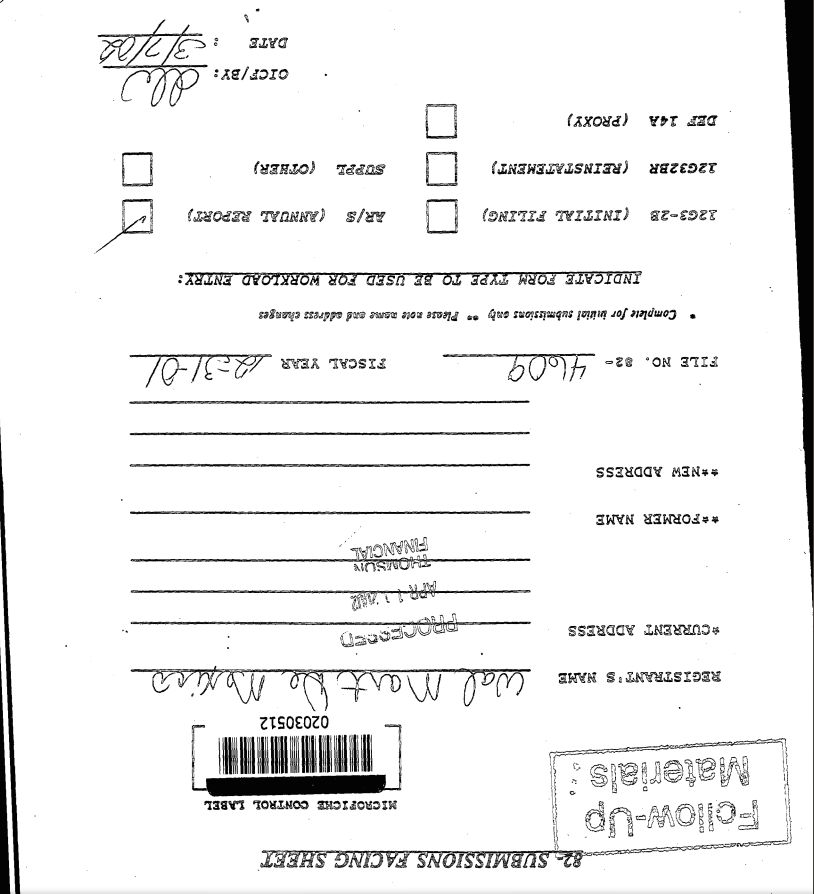 82- SUBMISSIONS FACING SHEET
Follow-Up
Materials
MICROFICHE CONTROL LABEL
02030512
REGISTRANT'S NAME Wal Mart de Mexico
*CURRENT ADDRESS
PROCESSED
APR 11 2002
THOMSON
FINANCIAL
**FORMER NAME
**NEW ADDRESS
FILE NO. 82- 4609 FISCAL YEAR 12-31-01
* Complete for initial submissions only ** Please note name and address changes
INDICATE FORM TYPE TO BE USED FOR WORKLOAD ENTRY:
12G3-2B (INITIAL FILING) AR/S (ANNUAL REPORT)
12G32BR (REINSTATEMENT) SUPPL (OTHER)
DEF 14A (PROXY)
OICF/BY:
DATE : 3/7/02